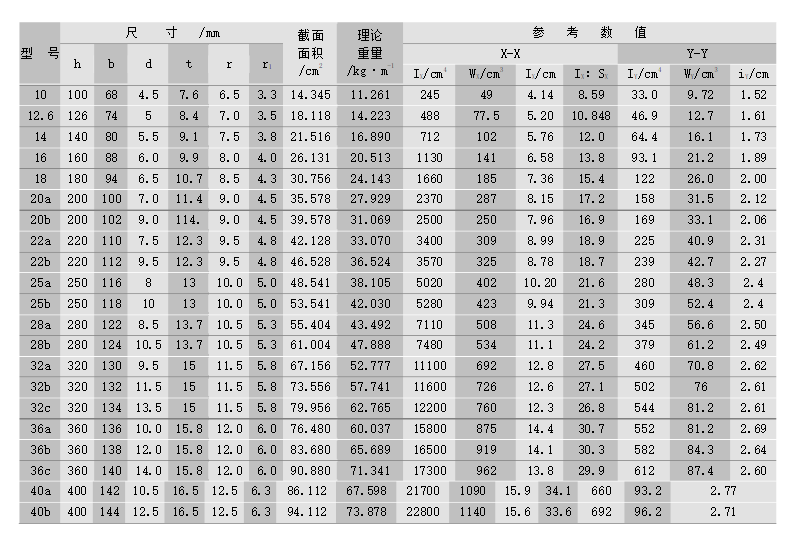 型 号 尺 寸 /mm 截面面积/cm² 理论重量/kg·m⁻¹ 参 考 数 值
X-X Y-Y
h b d t r r₁ Iₓ/cm⁴ Wₓ/cm³ Iₓ/cm Iₓ: Sₓ Iᵧ/cm⁴ Wᵧ/cm³ iᵧ/cm
10 100 68 4.5 7.6 6.5 3.3 14.345 11.261 245 49 4.14 8.59 33.0 9.72 1.52
12.6 126 74 5 8.4 7.0 3.5 18.118 14.223 488 77.5 5.20 10.848 46.9 12.7 1.61
14 140 80 5.5 9.1 7.5 3.8 21.516 16.890 712 102 5.76 12.0 64.4 16.1 1.73
16 160 88 6.0 9.9 8.0 4.0 26.131 20.513 1130 141 6.58 13.8 93.1 21.2 1.89
18 180 94 6.5 10.7 8.5 4.3 30.756 24.143 1660 185 7.36 15.4 122 26.0 2.00
20a 200 100 7.0 11.4 9.0 4.5 35.578 27.929 2370 287 8.15 17.2 158 31.5 2.12
20b 200 102 9.0 114. 9.0 4.5 39.578 31.069 2500 250 7.96 16.9 169 33.1 2.06
22a 220 110 7.5 12.3 9.5 4.8 42.128 33.070 3400 309 8.99 18.9 225 40.9 2.31
22b 220 112 9.5 12.3 9.5 4.8 46.528 36.524 3570 325 8.78 18.7 239 42.7 2.27
25a 250 116 8 13 10.0 5.0 48.541 38.105 5020 402 10.20 21.6 280 48.3 2.4
25b 250 118 10 13 10.0 5.0 53.541 42.030 5280 423 9.94 21.3 309 52.4 2.4
28a 280 122 8.5 13.7 10.5 5.3 55.404 43.492 7110 508 11.3 24.6 345 56.6 2.50
28b 280 124 10.5 13.7 10.5 5.3 61.004 47.888 7480 534 11.1 24.2 379 61.2 2.49
32a 320 130 9.5 15 11.5 5.8 67.156 52.777 11100 692 12.8 27.5 460 70.8 2.62
32b 320 132 11.5 15 11.5 5.8 73.556 57.741 11600 726 12.6 27.1 502 76 2.61
32c 320 134 13.5 15 11.5 5.8 79.956 62.765 12200 760 12.3 26.8 544 81.2 2.61
36a 360 136 10.0 15.8 12.0 6.0 76.480 60.037 15800 875 14.4 30.7 552 81.2 2.69
36b 360 138 12.0 15.8 12.0 6.0 83.680 65.689 16500 919 14.1 30.3 582 84.3 2.64
36c 360 140 14.0 15.8 12.0 6.0 90.880 71.341 17300 962 13.8 29.9 612 87.4 2.60
40a 400 142 10.5 16.5 12.5 6.3 86.112 67.598 21700 1090 15.9 34.1 660 93.2 2.77
40b 400 144 12.5 16.5 12.5 6.3 94.112 73.878 22800 1140 15.6 33.6 692 96.2 2.71